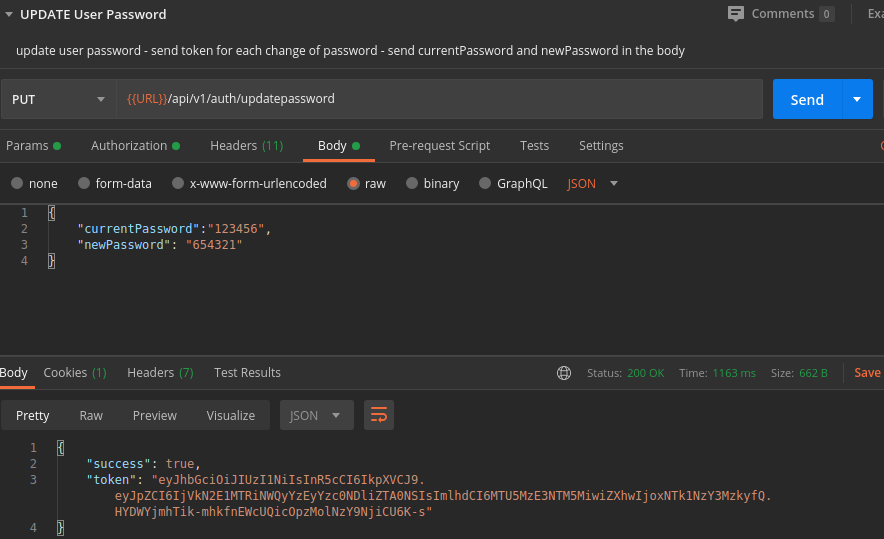 UPDATE User Password
Comments 0
Exa
update user password - send token for each change of password - send currentPassword and newPassword in the body
PUT {{URL}}/api/v1/auth/updatepassword Send
Params Authorization Headers (11) Body Pre-request Script Tests Settings
none form-data x-www-form-urlencoded raw binary GraphQL JSON
1 {
2 "currentPassword":"123456",
3 "newPassword": "654321"
4 }
Body Cookies (1) Headers (7) Test Results Status: 200 OK Time: 1163 ms Size: 662 B Save
Pretty Raw Preview Visualize JSON
1 {
2 "success": true,
3 "token": "eyJhbGciOiJIUzI1NiIsInR5cCI6IkpXVCJ9.
eyJpZCI6IjVkN2E1MTRiNWQyYzEyYzc0NDliZTA0NSIsImlhdCI6MTU5MzE3NTM5MiwiZXhwIjoxNTk1NzY3MzkyfQ.
HYDWYjmhTik-mhkfnEWcUQicOpzMolNzY9NjiCU6K-s"
4 }